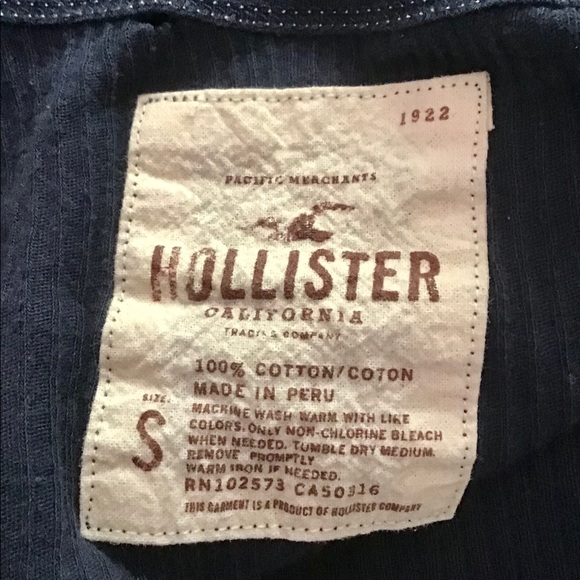 1922
PACIFIC MERCHANTS
HOLLISTER
CALIFORNIA
TRADING COMPANY
100% COTTON/COTON
MADE IN PERU
SIZE:
S
MACHINE WASH WARM WITH LIKE
COLORS. ONLY NON-CHLORINE BLEACH
WHEN NEEDED. TUMBLE DRY MEDIUM.
REMOVE PROMPTLY
WARM IRON IF NEEDED.
RN102573 CA50316
THIS GARMENT IS A PRODUCT OF HOLLISTER COMPANY